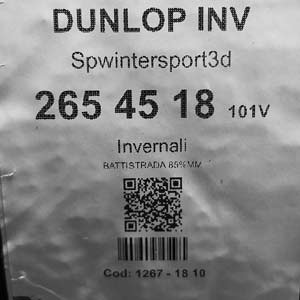 DUNLOP INV
Spwintersport3d
265 45 18 101V
Invernali
BATTISTRADA 85%MM
Cod: 1267 - 18 10